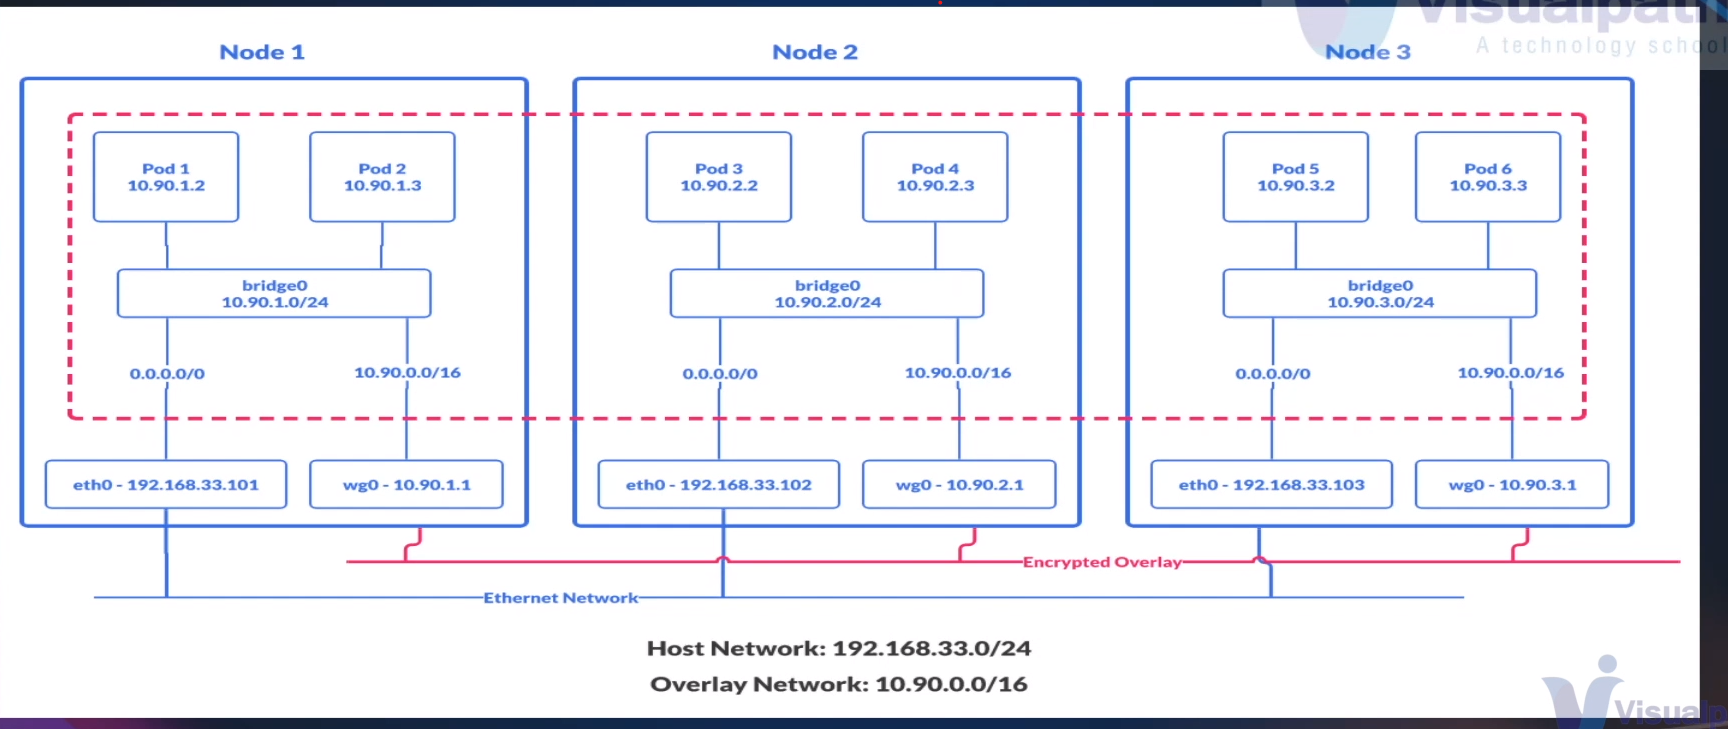 Visualpath
A technology school
Node 1
Node 2
Node 3
Pod 1
10.90.1.2
Pod 2
10.90.1.3
Pod 3
10.90.2.2
Pod 4
10.90.2.3
Pod 5
10.90.3.2
Pod 6
10.90.3.3
bridge0
10.90.1.0/24
bridge0
10.90.2.0/24
bridge0
10.90.3.0/24
0.0.0.0/0
10.90.0.0/16
0.0.0.0/0
10.90.0.0/16
0.0.0.0/0
10.90.0.0/16
eth0 - 192.168.33.101
wg0 - 10.90.1.1
eth0 - 192.168.33.102
wg0 - 10.90.2.1
eth0 - 192.168.33.103
wg0 - 10.90.3.1
Encrypted Overlay
Ethernet Network
Host Network: 192.168.33.0/24
Overlay Network: 10.90.0.0/16
Visualp